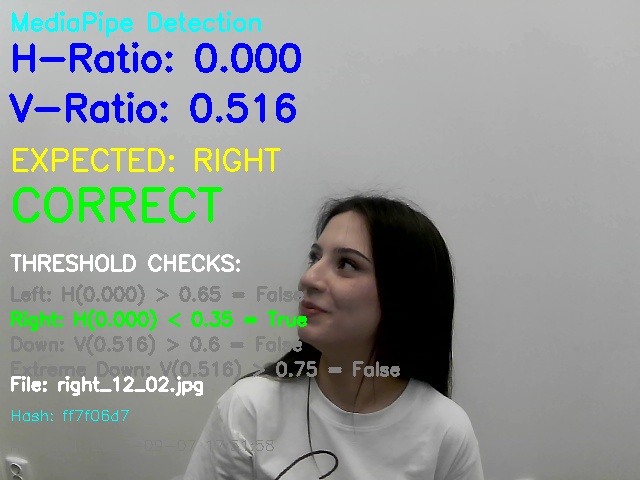 MediaPipe Detection
H-Ratio: 0.000
V-Ratio: 0.516
EXPECTED: RIGHT
CORRECT
THRESHOLD CHECKS:
Left: H(0.000) > 0.65 = False
Right: H(0.000) < 0.35 = True
Down: V(0.516) > 0.6 = False
Extreme Down: V(0.516) > 0.75 = False
File: right_12_02.jpg
Hash: ff7f06d7